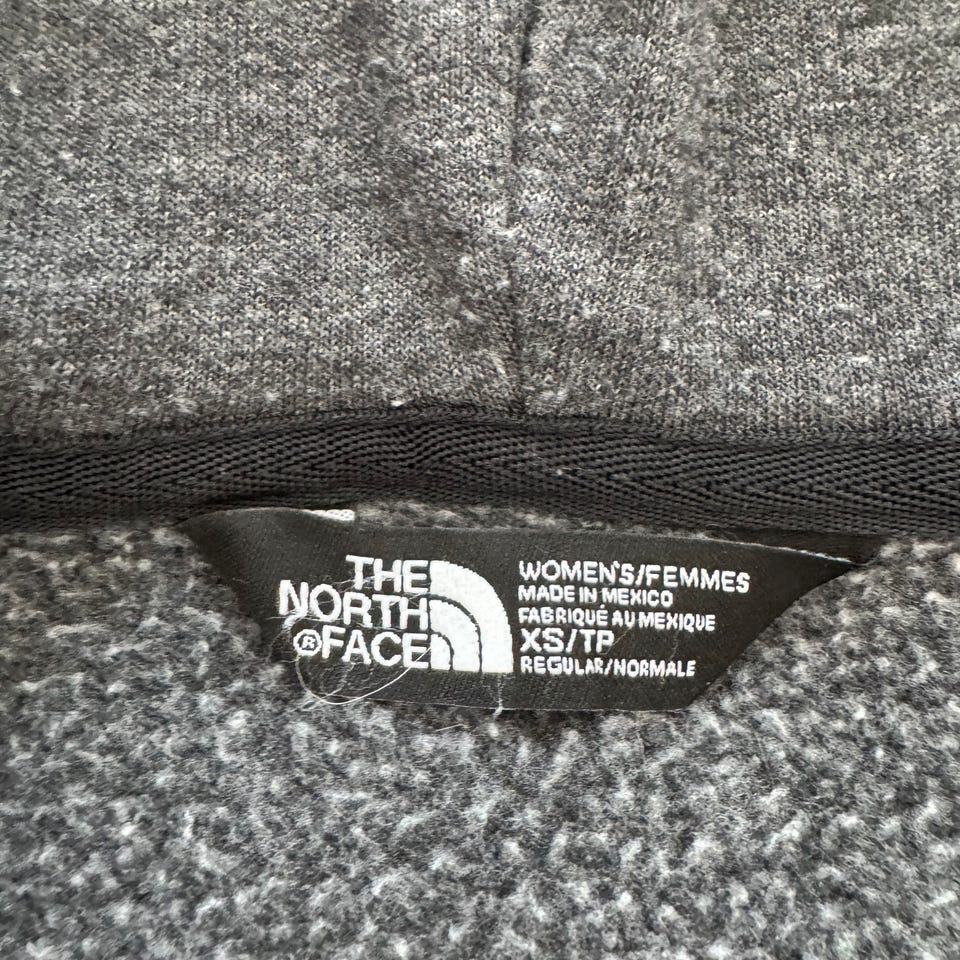 THE
NORTH
®FACE
WOMEN'S/FEMMES
MADE IN MEXICO
FABRIQUÉ AU MEXIQUE
XS/TP
REGULAR/NORMALE